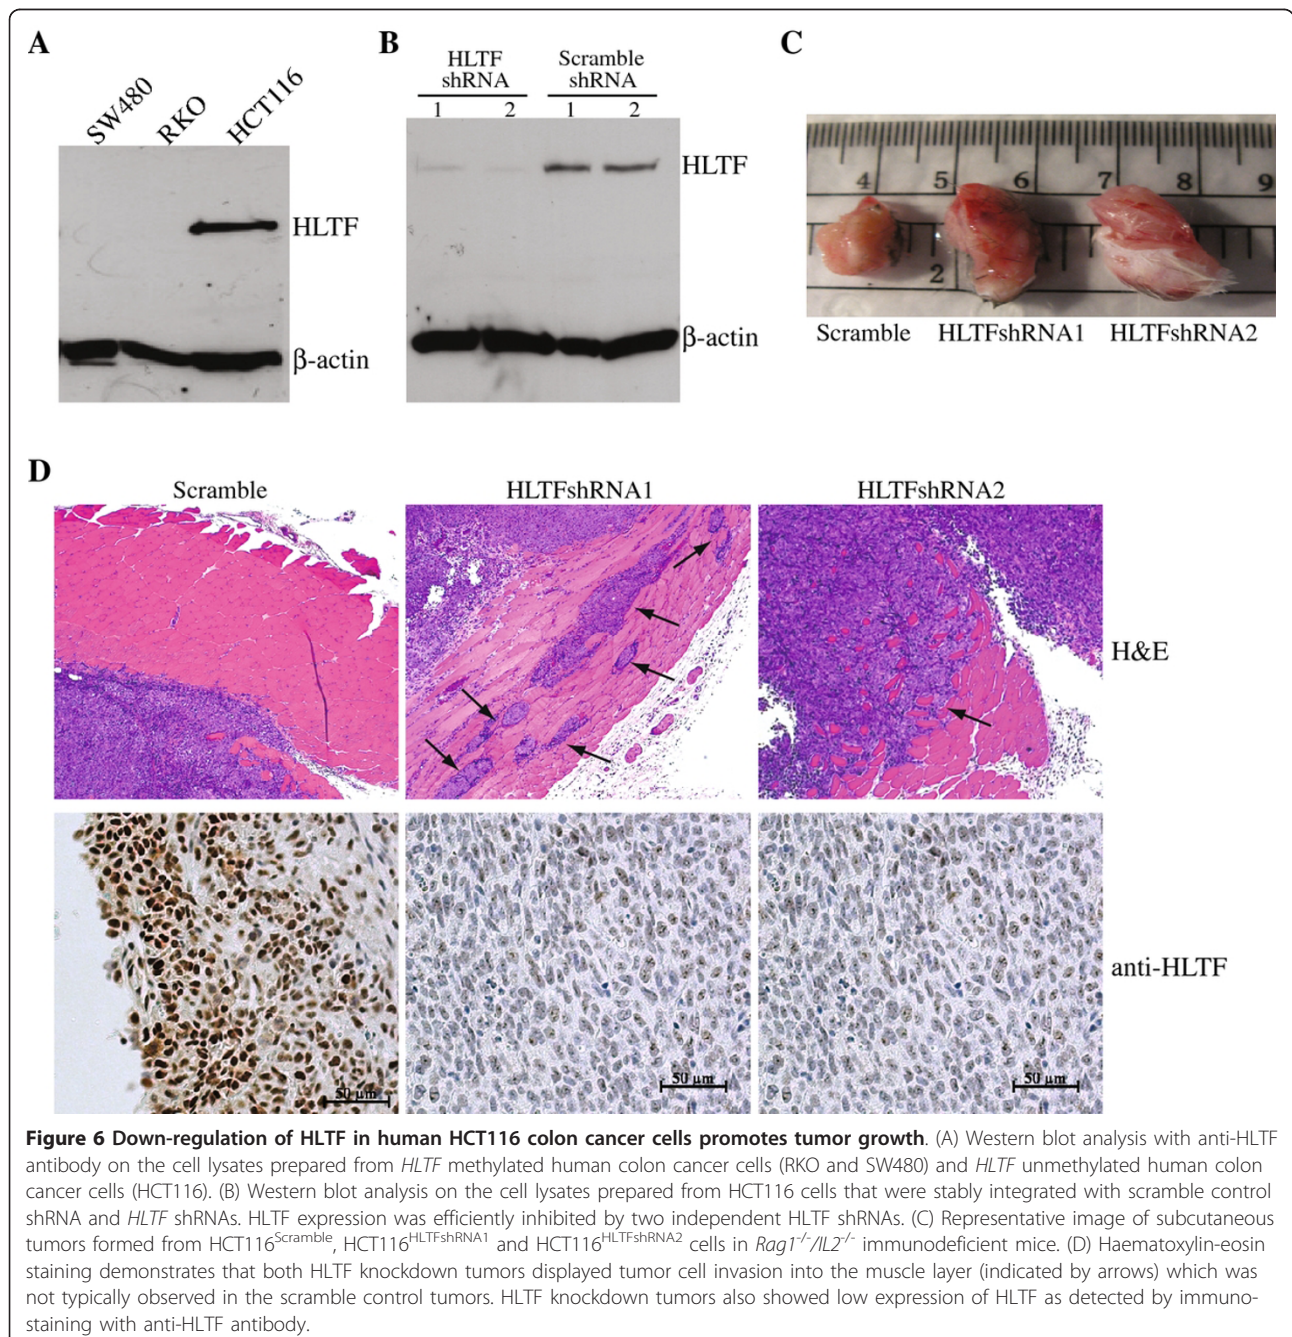 A
SW480
RKO
HCT116
HLTF
β-actin
B
HLTF shRNA
Scramble shRNA
1 2 1 2
HLTF
β-actin
C
4 5 6 7 8 9
2
Scramble HLTFshRNA1 HLTFshRNA2
D
Scramble HLTFshRNA1 HLTFshRNA2
H&E
anti-HLTF
50 µm 50 µm 50 µm
Figure 6 Down-regulation of HLTF in human HCT116 colon cancer cells promotes tumor growth. (A) Western blot analysis with anti-HLTF
antibody on the cell lysates prepared from HLTF methylated human colon cancer cells (RKO and SW480) and HLTF unmethylated human colon
cancer cells (HCT116). (B) Western blot analysis on the cell lysates prepared from HCT116 cells that were stably integrated with scramble control
shRNA and HLTF shRNAs. HLTF expression was efficiently inhibited by two independent HLTF shRNAs. (C) Representative image of subcutaneous
tumors formed from HCT116Scramble, HCT116HLTFshRNA1 and HCT116HLTFshRNA2 cells in Rag1-/-/IL2-/- immunodeficient mice. (D) Haematoxylin-eosin
staining demonstrates that both HLTF knockdown tumors displayed tumor cell invasion into the muscle layer (indicated by arrows) which was
not typically observed in the scramble control tumors. HLTF knockdown tumors also showed low expression of HLTF as detected by immuno-
staining with anti-HLTF antibody.